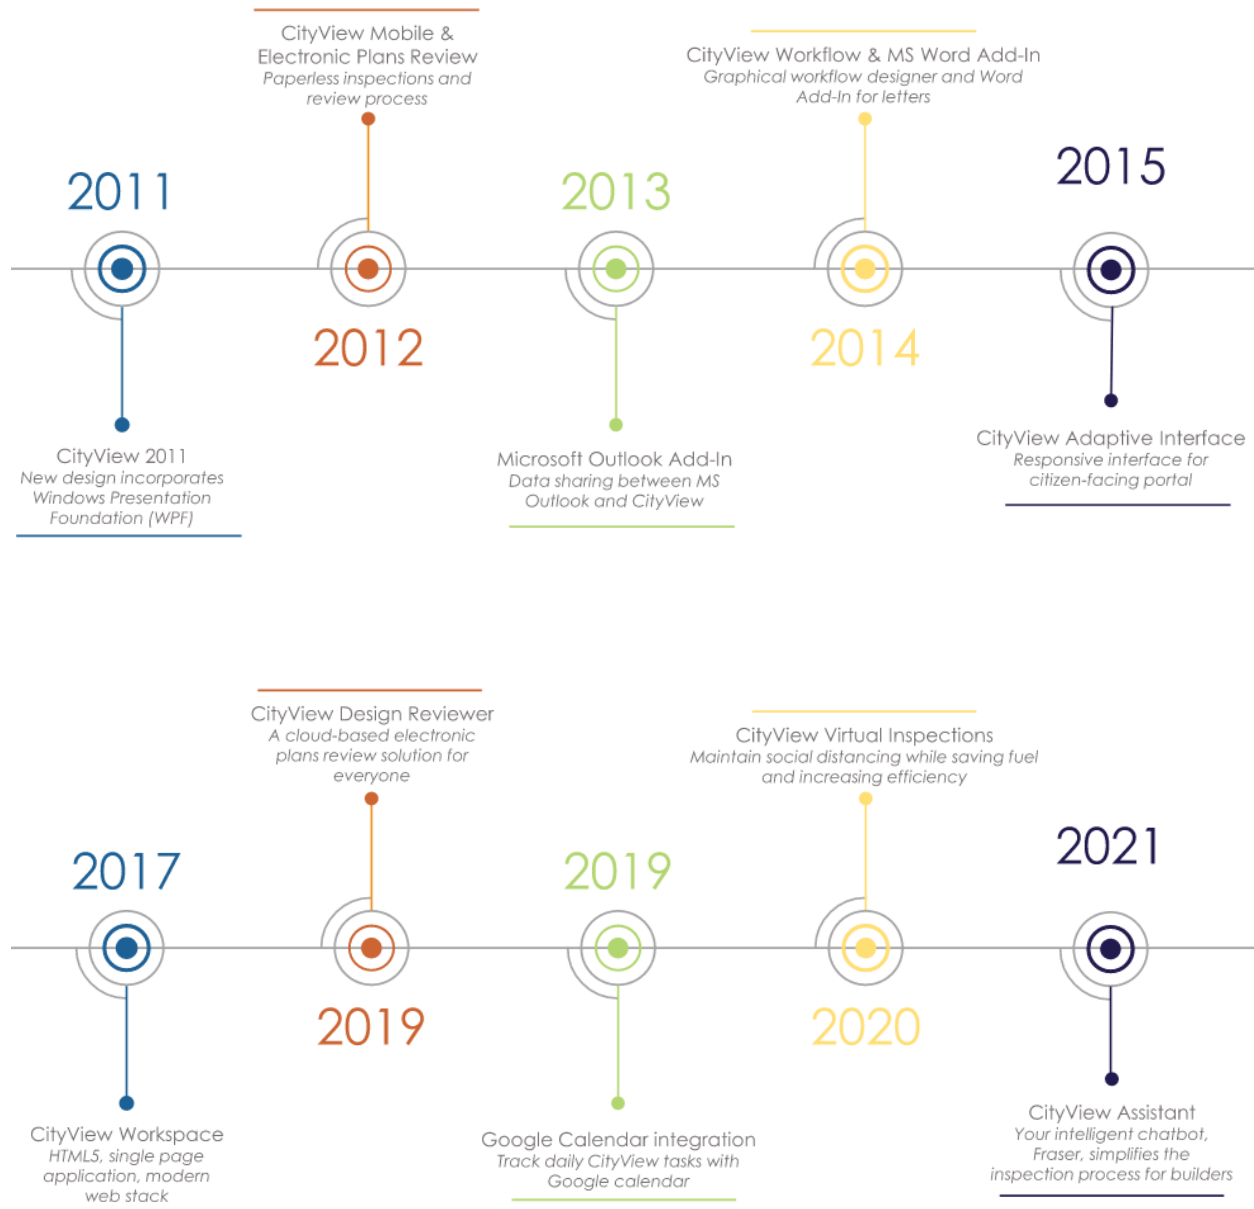 2011
CityView 2011
New design incorporates
Windows Presentation
Foundation (WPF)
CityView Mobile &
Electronic Plans Review
Paperless inspections and
review process
2012
2013
Microsoft Outlook Add-In
Data sharing between MS
Outlook and CityView
CityView Workflow & MS Word Add-In
Graphical workflow designer and Word
Add-In for letters
2014
2015
CityView Adaptive Interface
Responsive interface for
citizen-facing portal
2017
CityView Workspace
HTML5, single page
application, modern
web stack
CityView Design Reviewer
A cloud-based electronic
plans review solution for
everyone
2019
2019
Google Calendar integration
Track daily CityView tasks with
Google calendar
CityView Virtual Inspections
Maintain social distancing while saving fuel
and increasing efficiency
2020
2021
CityView Assistant
Your intelligent chatbot,
Fraser, simplifies the
inspection process for builders